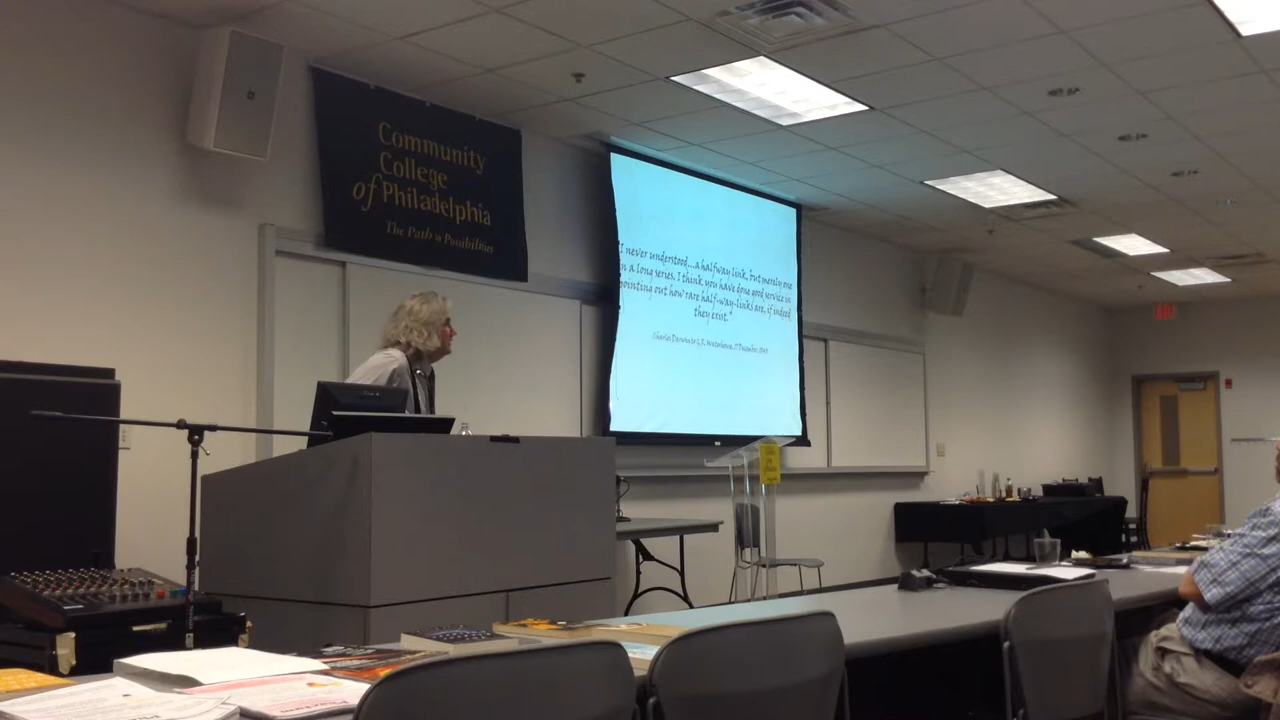 Community
College
of Philadelphia
The Path to Possibilities
"I never understood...a halfway link, but merely one
in a long series. I think you have done good service in
pointing out how rare half-way-links are, if indeed
they exist."
Charles Darwin to G.R. Waterhouse, 17 December 1843
EXIT